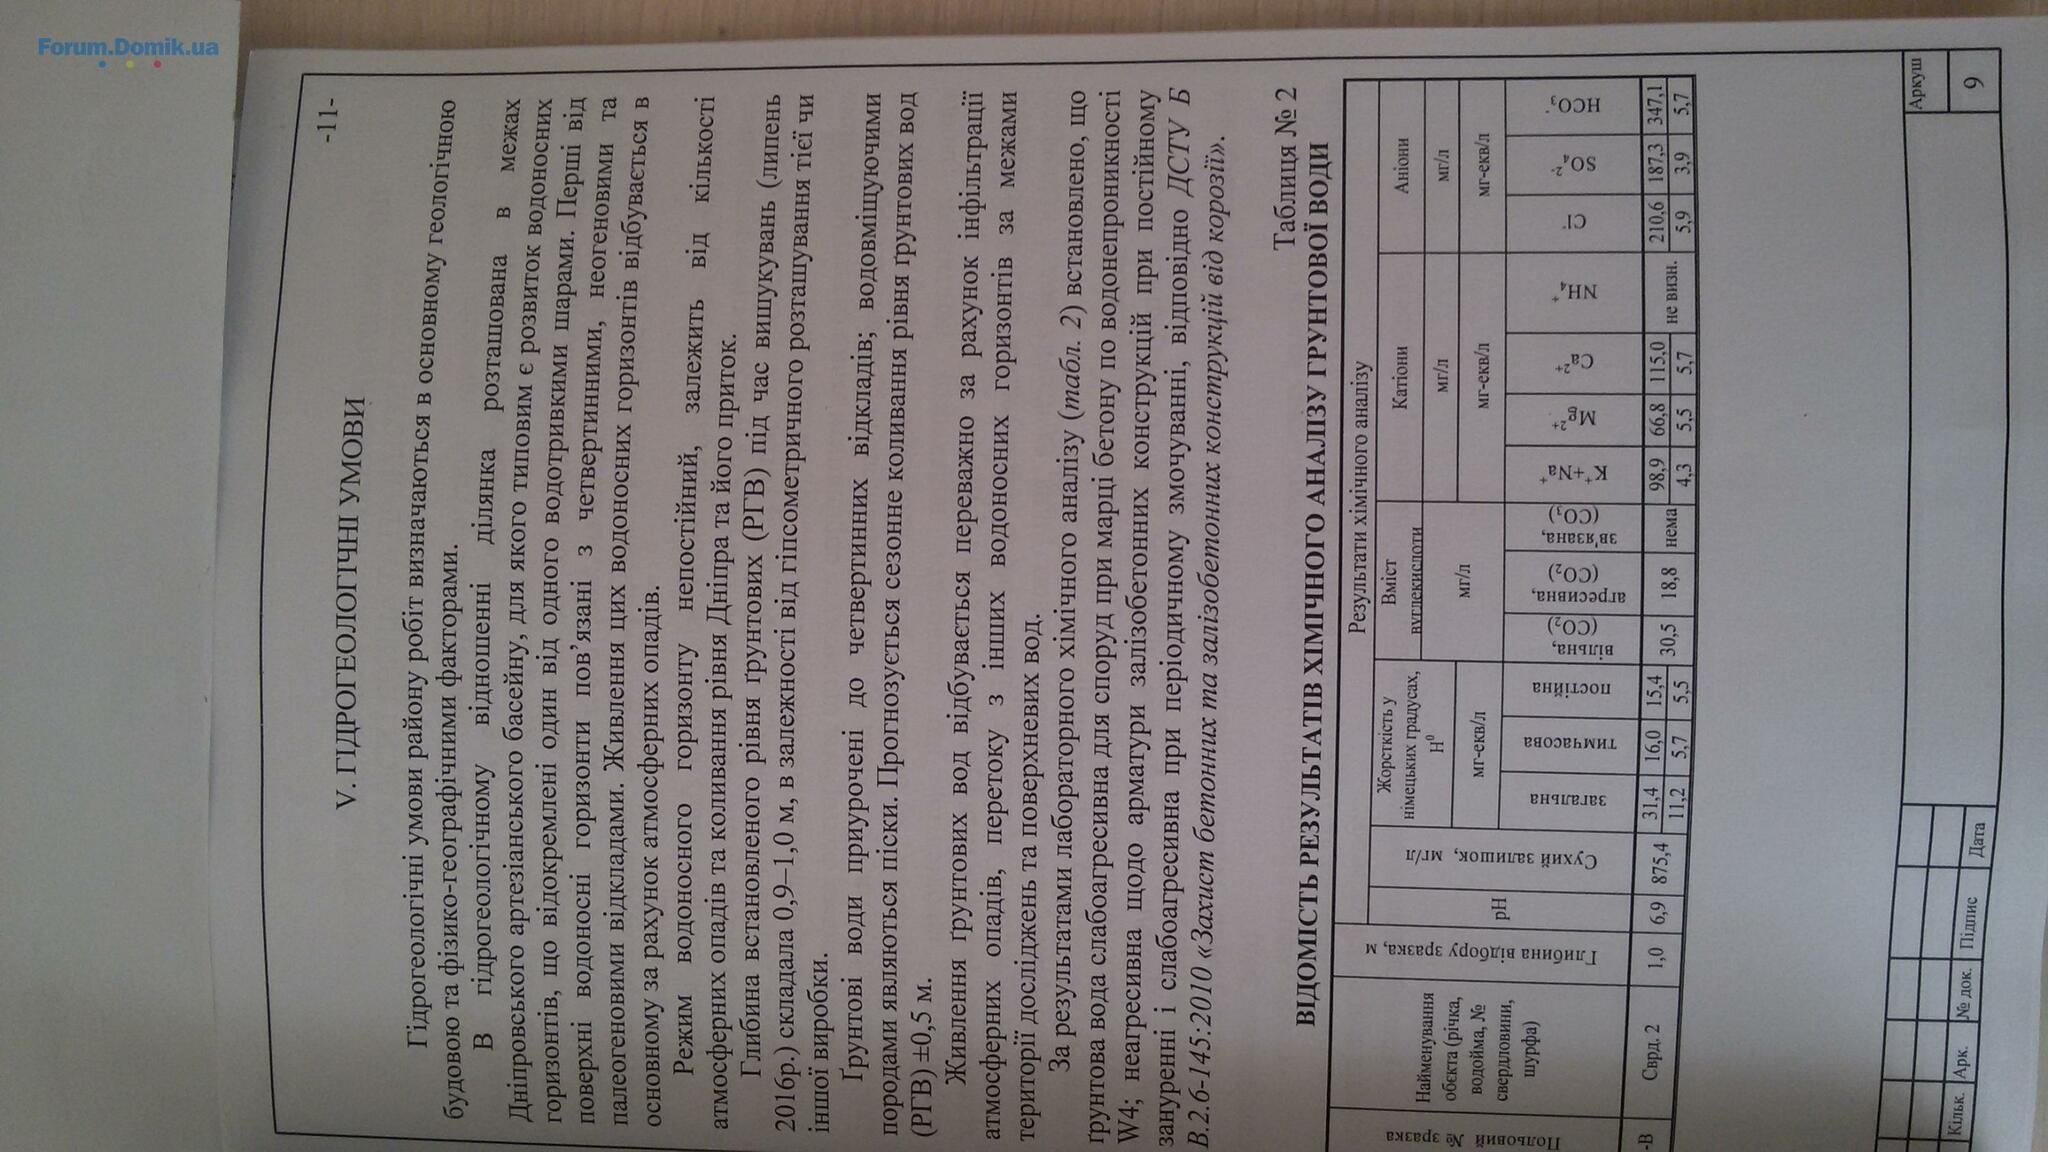 Forum.Domik.ua
-11-
V. ГІДРОГЕОЛОГІЧНІ УМОВИ
Гідрогеологічні умови району робіт визначаються в основному геологічною
будовою та фізико-географічними факторами.
В гідрогеологічному відношенні ділянка розташована в межах
Дніпровського артезіанського басейну, для якого типовим є розвиток водоносних
горизонтів, що відокремлені один від одного водотривкими шарами. Перші від
поверхні водоносні горизонти пов’язані з четвертинними, неогеновими та
палеогеновими відкладами. Живлення цих водоносних горизонтів відбувається в
основному за рахунок атмосферних опадів.
Режим водоносного горизонту непостійний, залежить від кількості
атмосферних опадів та коливання рівня Дніпра та його приток.
Глибина встановленого рівня ґрунтових (РГВ) під час вишукувань (липень
2016р.) складала 0,9–1,0 м, в залежності від гіпсометричного розташування тієї чи
іншої виробки.
Ґрунтові води приурочені до четвертинних відкладів; водовміщуючими
породами являються піски. Прогнозується сезонне коливання рівня ґрунтових вод
(РГВ) ±0,5 м.
Живлення ґрунтових вод відбувається переважно за рахунок інфільтрації
атмосферних опадів, перетоку з інших водоносних горизонтів за межами
території досліджень та поверхневих вод.
За результатами лабораторного хімічного аналізу (табл. 2) встановлено, що
ґрунтова вода слабоагресивна для споруд при марці бетону по водонепроникності
W4; неагресивна щодо арматури залізобетонних конструкцій при постійному
зануренні і слабоагресивна при періодичному змочуванні, відповідно ДСТУ Б
В.2.6-145:2010 «Захист бетонних та залізобетонних конструкцій від корозії».
Таблиця № 2
ВІДОМІСТЬ РЕЗУЛЬТАТІВ ХІМІЧНОГО АНАЛІЗУ ГРУНТОВОЇ ВОДИ
Польовий № зразка
Найменування
обєкта (річка,
водойма, №
свердловини,
шурфа)
Глибина відбору зразка, м
Результати хімічного аналізу
рН
Сухий залишок, мг/л
Жорсткість у
німецьких градусах,
Н⁰
мг-екв/л
загальна
тимчасова
постійна
Вміст
вуглекислоти
мг/л
вільна,
(CO₂)
агресивна,
(CO₂)
зв'язана,
(CO₃)
Катіони
мг/л
мг-екв/л
K⁺+Na⁺
Mg²⁺
Ca²⁺
NH₄⁺
Аніони
мг/л
мг-екв/л
Cl⁻
SO₄²⁻
HCO₃⁻
-В Сврд. 2 1,0 6,9 875,4 31,4 16,0 15,4 30,5 18,8 нема 98,9 66,8 115,0 не визн. 210,6 187,3 347,1
11,2 5,7 5,5 4,3 5,5 5,7 5,9 3,9 5,7
Кільк. Арк. № док. Підпис Дата
Аркуш
9